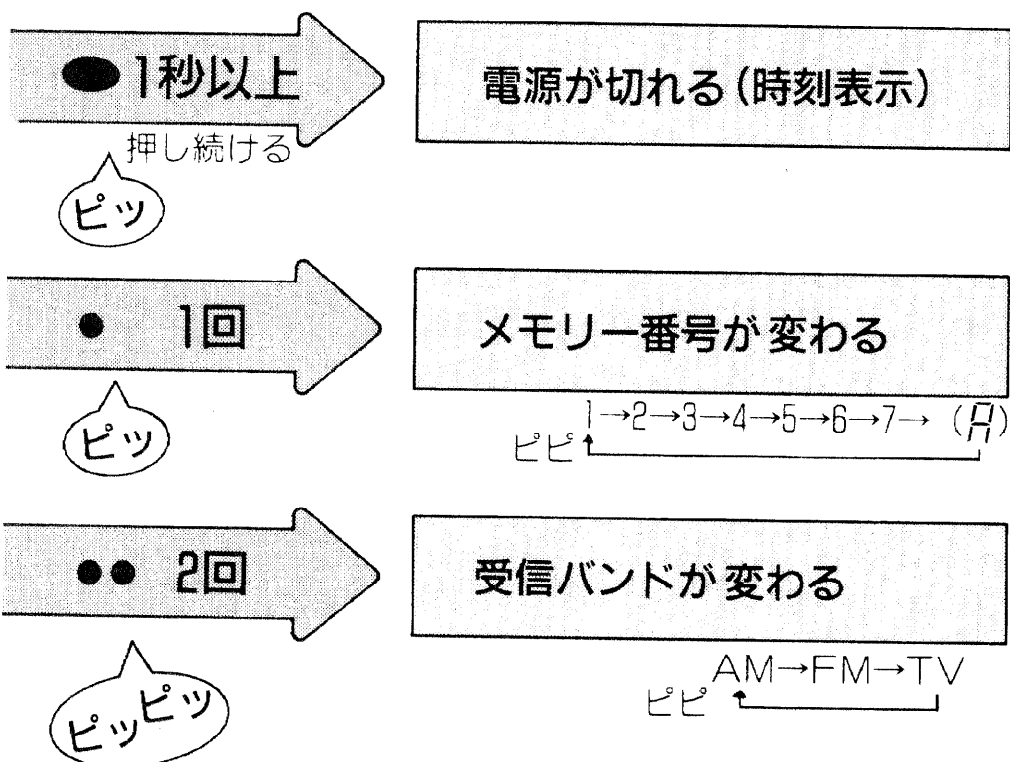 1秒以上
電源が切れる(時刻表示)
押し続ける
ピッ
1回
メモリー番号が変わる
1→2→3→4→5→6→7→ (A)
ピピ
ピッ
2回
受信バンドが変わる
AM→FM→TV
ピピ
ピッピッ